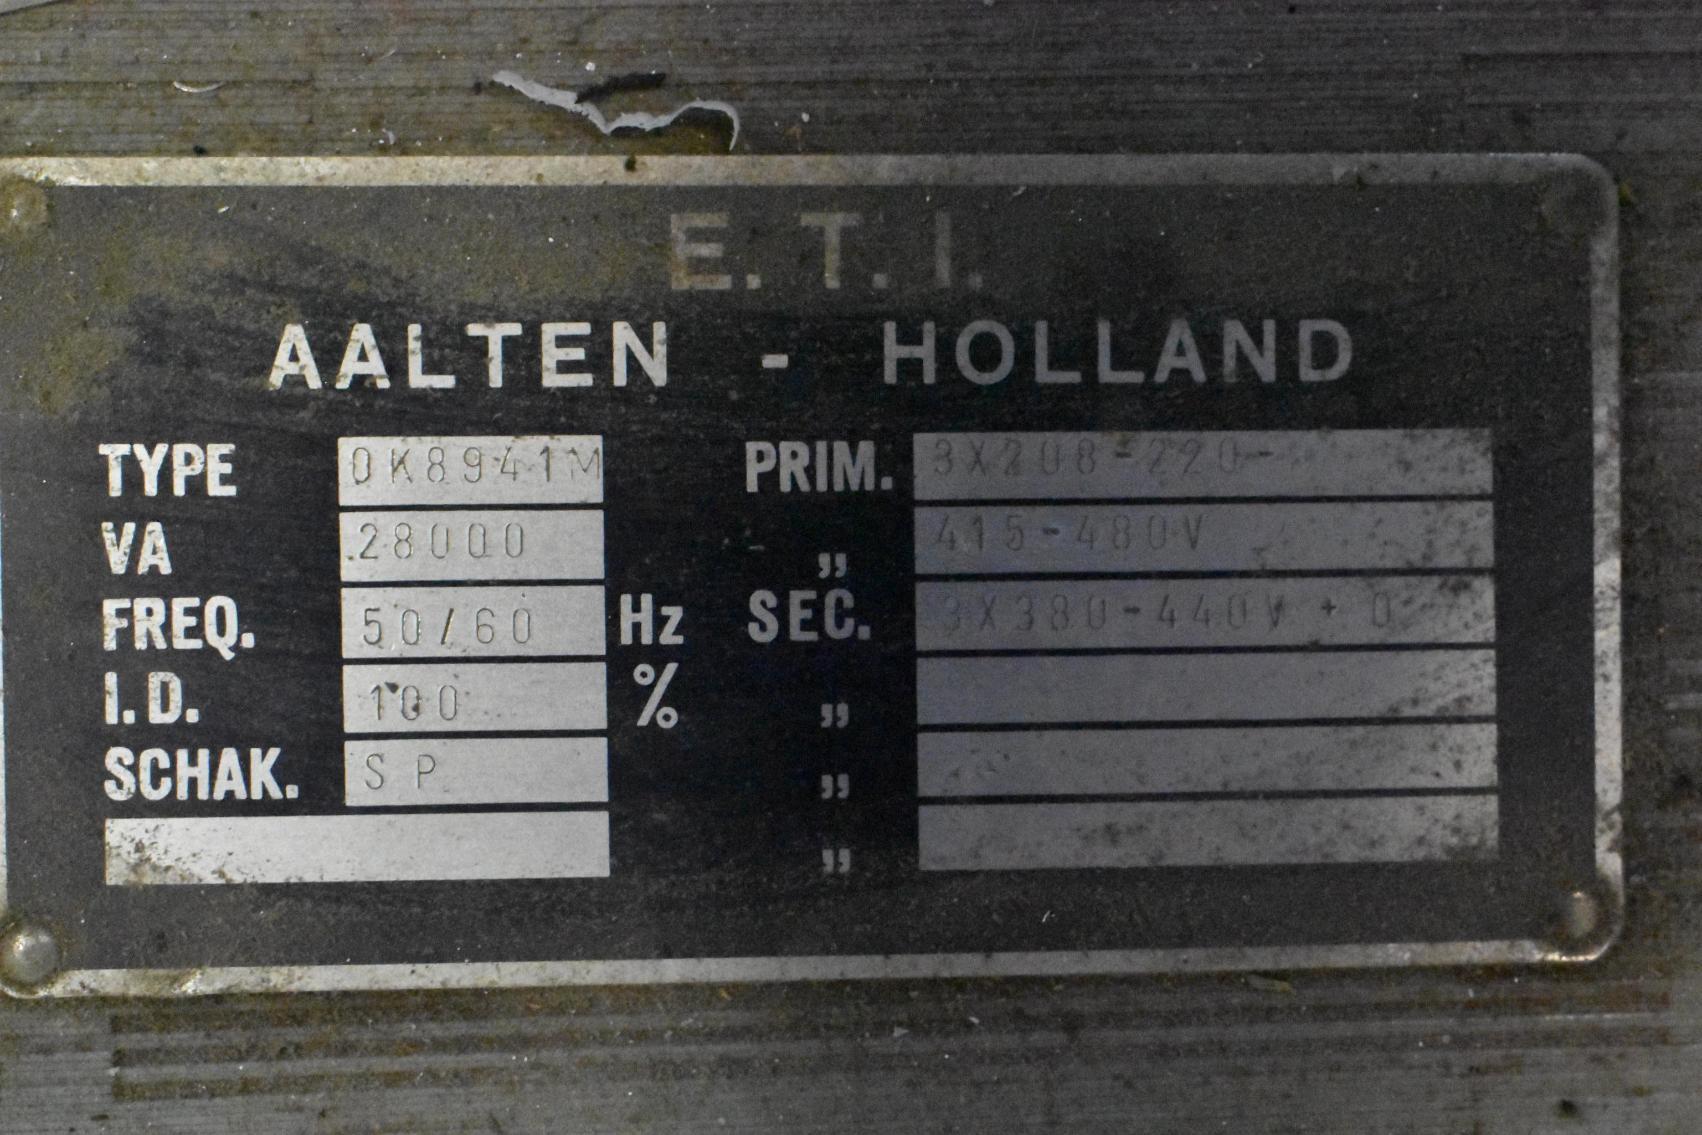 E. T. I.
AALTEN - HOLLAND
TYPE 0K8941M PRIM. 3X208-220-
VA 28000 „ 415-480V
FREQ. 50/60 Hz SEC. 3X380-440V + 0
I.D. 100 % „
SCHAK. SP „
„